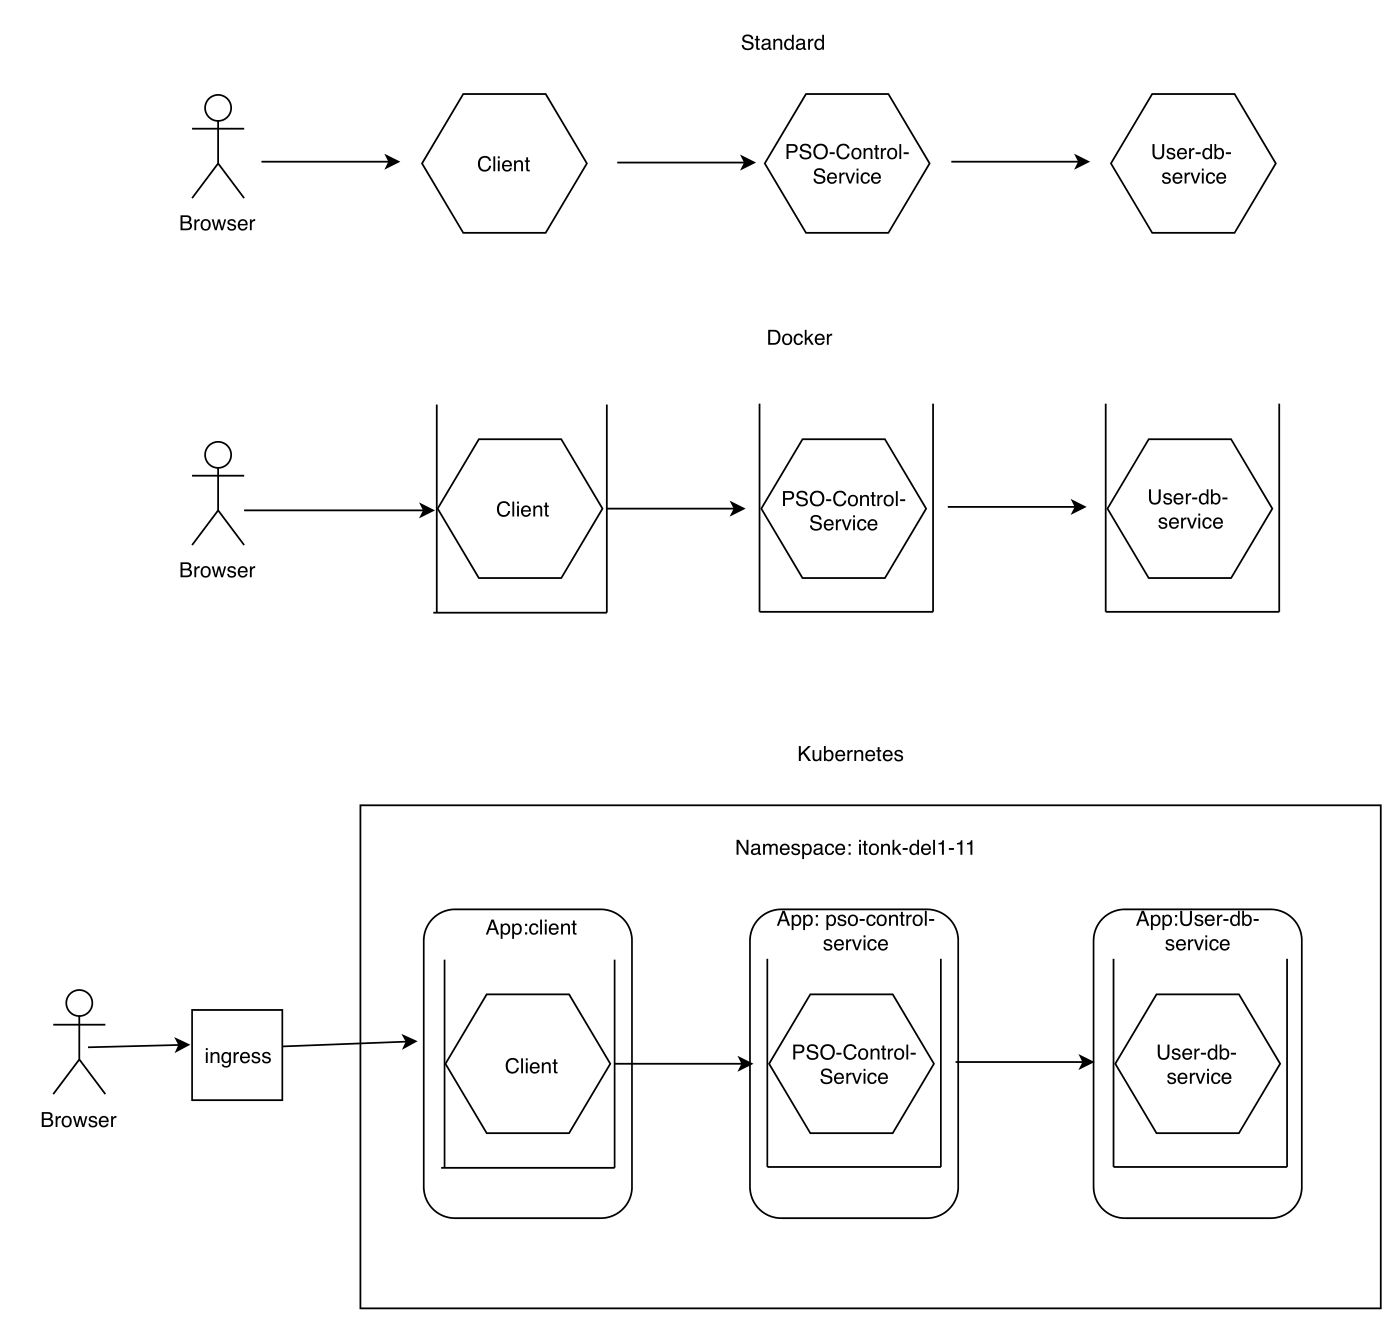 Standard
Client
PSO-Control-
Service
User-db-
service
Browser
Docker
Client
PSO-Control-
Service
User-db-
service
Browser
Kubernetes
Namespace: itonk-del1-11
App:client
App: pso-control-
service
App:User-db-
service
ingress
Client
PSO-Control-
Service
User-db-
service
Browser